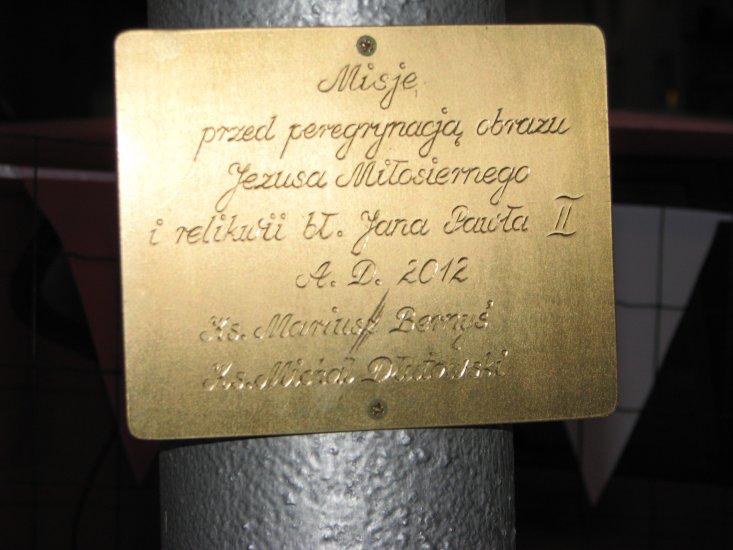 Misje
przed peregrynacją obrazu
Jezusa Miłosiernego
i relikwii bł. Jana Pawła II
A. D. 2012
Ks. Mariusz Bernyś
Ks. Michał Dłutowski